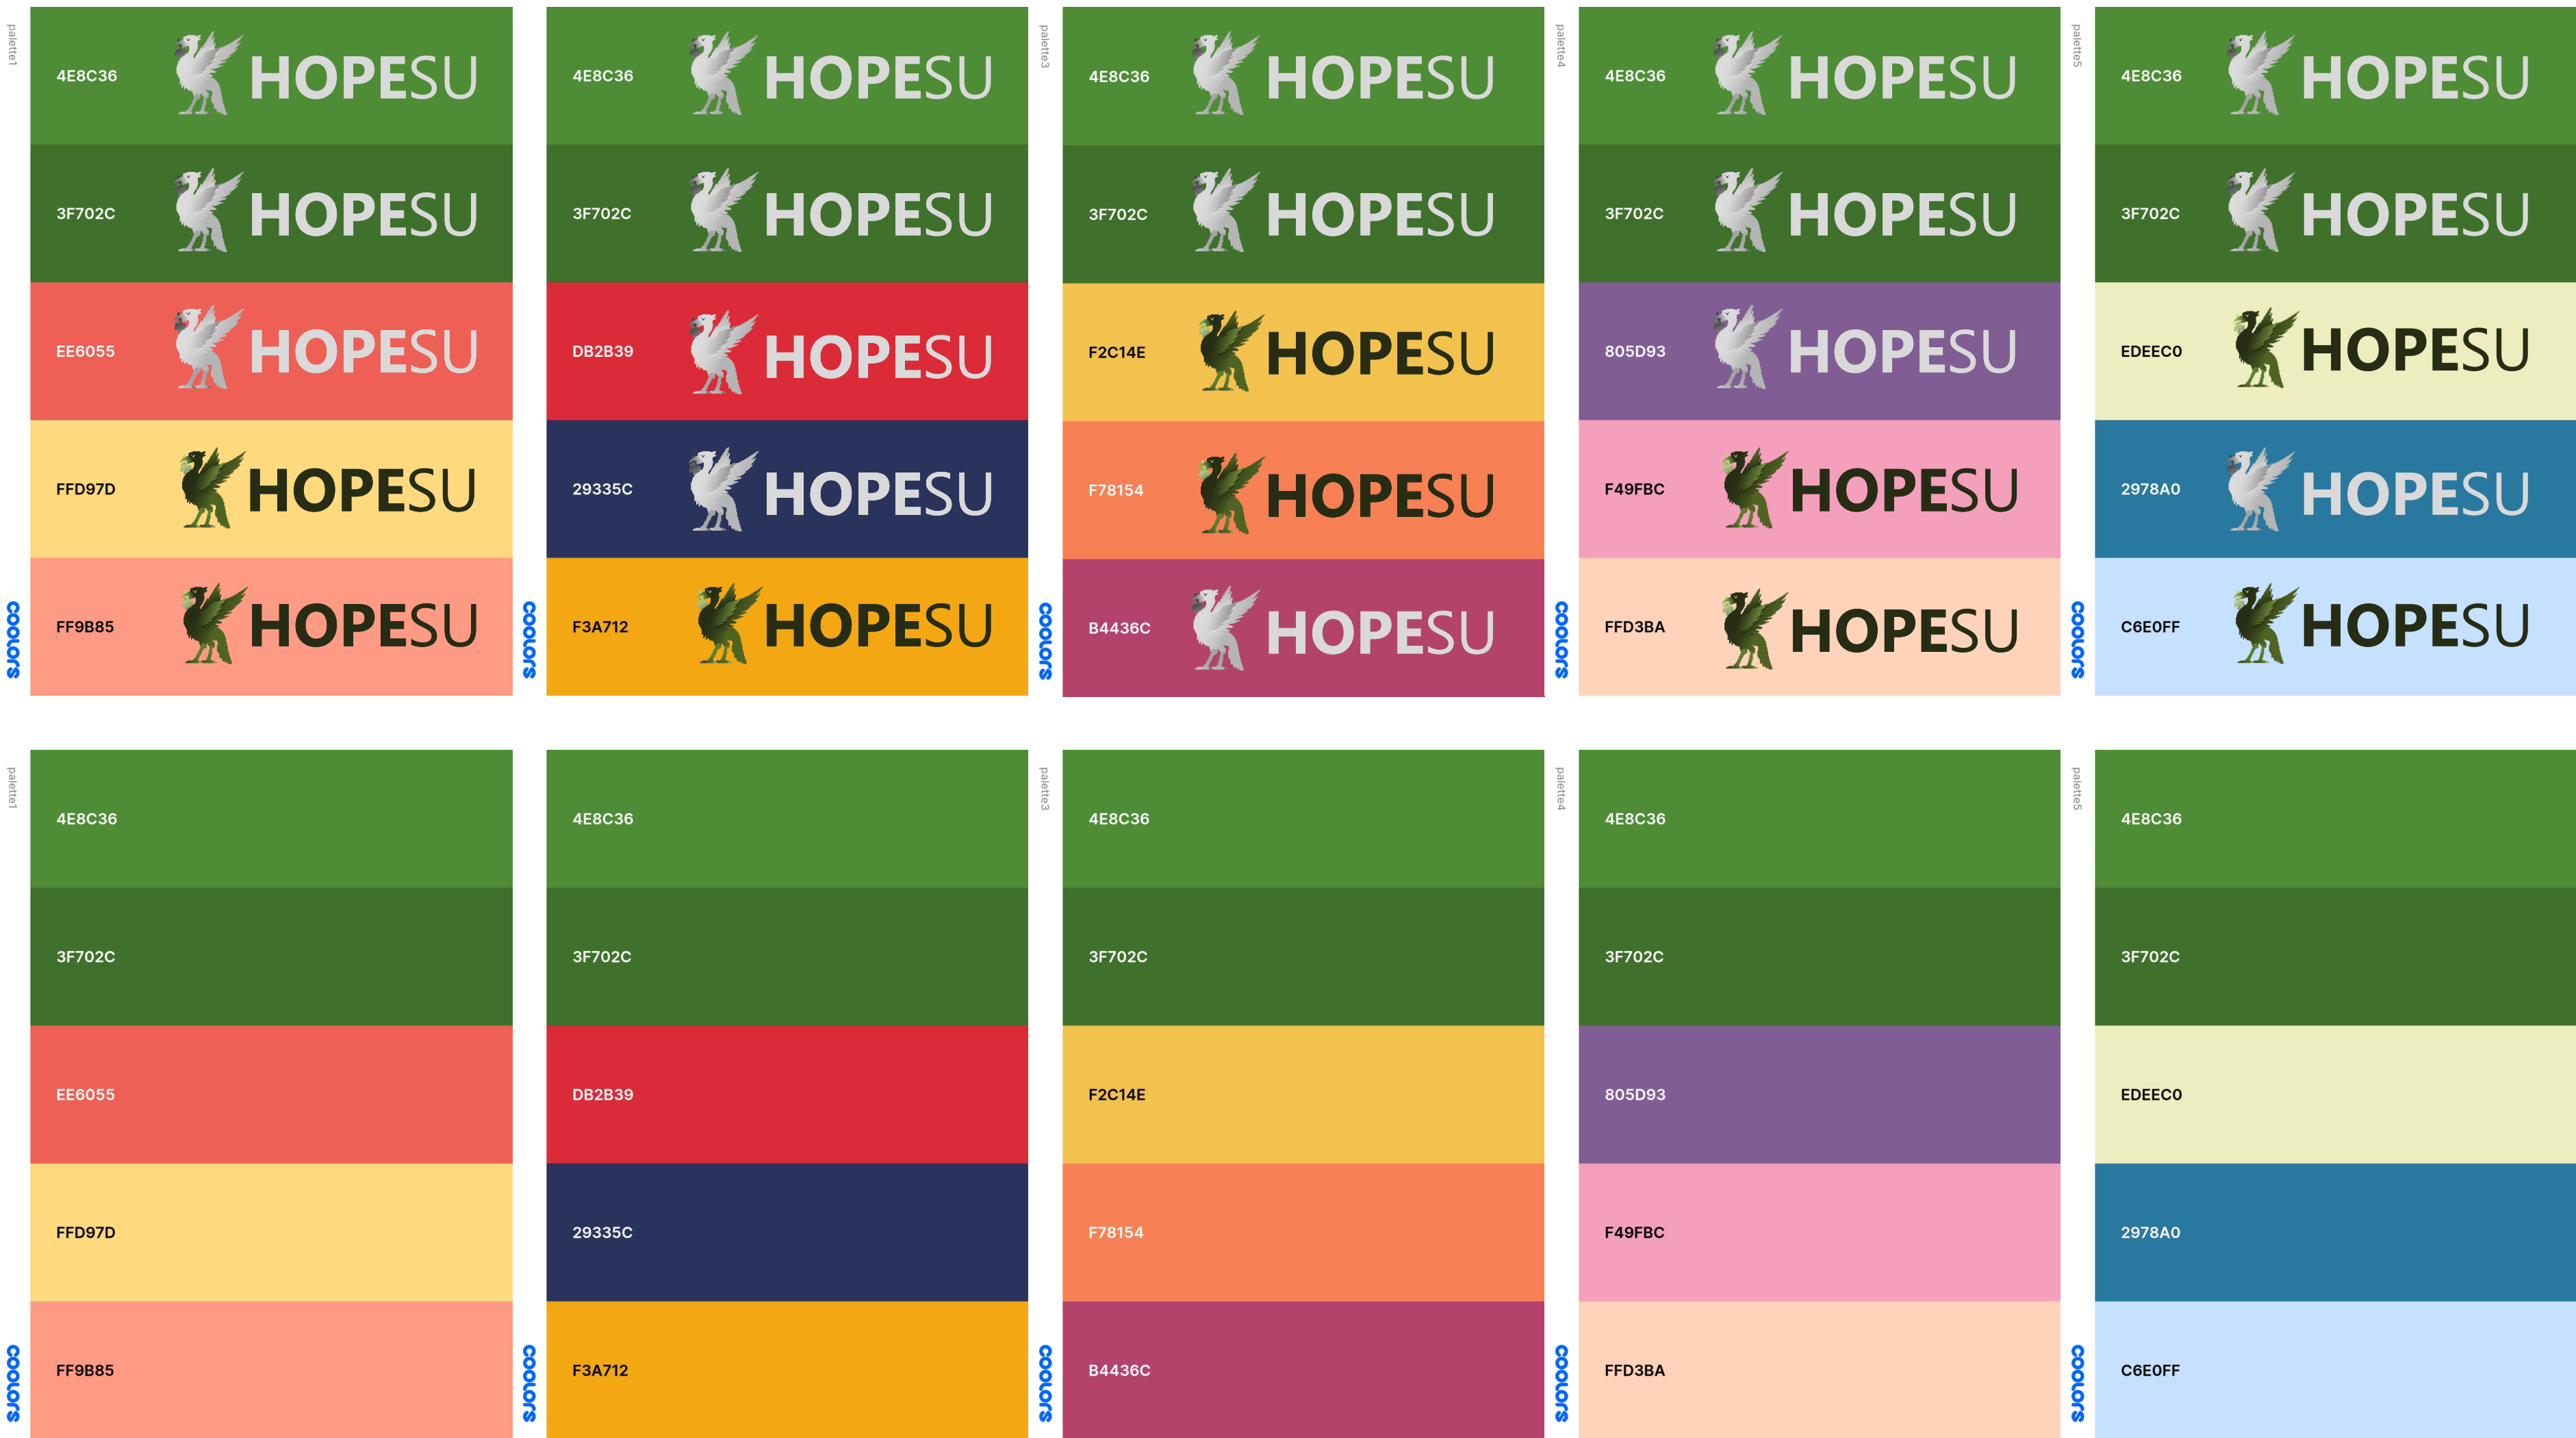 palette1
4E8C36
HOPESU
3F702C
HOPESU
EE6055
HOPESU
FFD97D
HOPESU
FF9B85
HOPESU
coolors
4E8C36
HOPESU
3F702C
HOPESU
DB2B39
HOPESU
29335C
HOPESU
F3A712
HOPESU
coolors
palette3
4E8C36
HOPESU
3F702C
HOPESU
F2C14E
HOPESU
F78154
HOPESU
B4436C
HOPESU
coolors
palette4
4E8C36
HOPESU
3F702C
HOPESU
805D93
HOPESU
F49FBC
HOPESU
FFD3BA
HOPESU
coolors
palette5
4E8C36
HOPESU
3F702C
HOPESU
EDEEC0
HOPESU
2978A0
HOPESU
C6E0FF
HOPESU
coolors
palette1
4E8C36
3F702C
EE6055
FFD97D
FF9B85
coolors
4E8C36
3F702C
DB2B39
29335C
F3A712
coolors
palette3
4E8C36
3F702C
F2C14E
F78154
B4436C
coolors
palette4
4E8C36
3F702C
805D93
F49FBC
FFD3BA
coolors
palette5
4E8C36
3F702C
EDEEC0
2978A0
C6E0FF
coolors